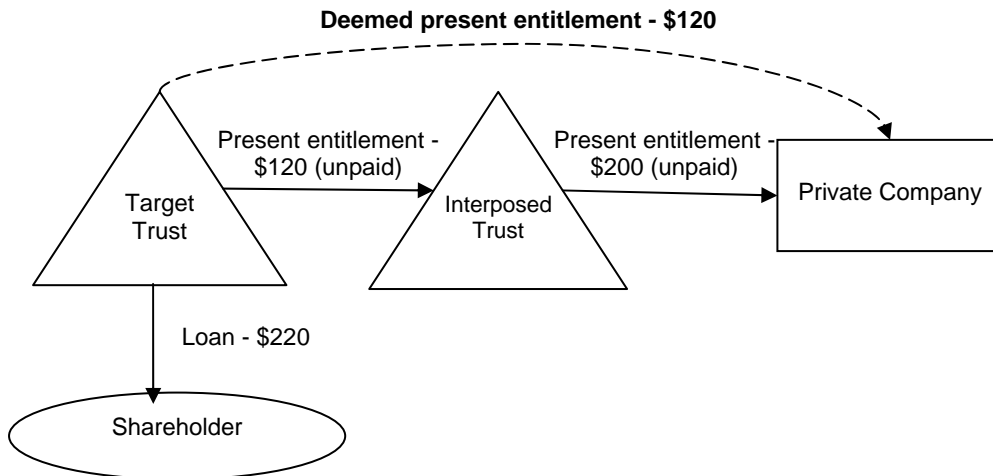 Deemed present entitlement - $120
Present entitlement -
$120 (unpaid)
Present entitlement -
$200 (unpaid)
Target
Trust
Interposed
Trust
Private Company
Loan - $220
Shareholder